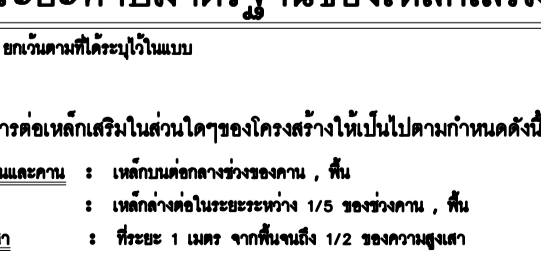 ยกเว้นตามที่ได้ระบุไว้ในแบบ
ารต่อเหล็กเสริมในส่วนใดๆของโครงสร้างให้เป็นไปตามกำหนดดังนี้
นและคาน : เหล็กบนต่อกลางช่วงของคาน , พื้น
: เหล็กล่างต่อในระยะระหว่าง 1/5 ของช่วงคาน , พื้น
สา : ที่ระยะ 1 เมตร จากพื้นจนถึง 1/2 ของความสูงเสา